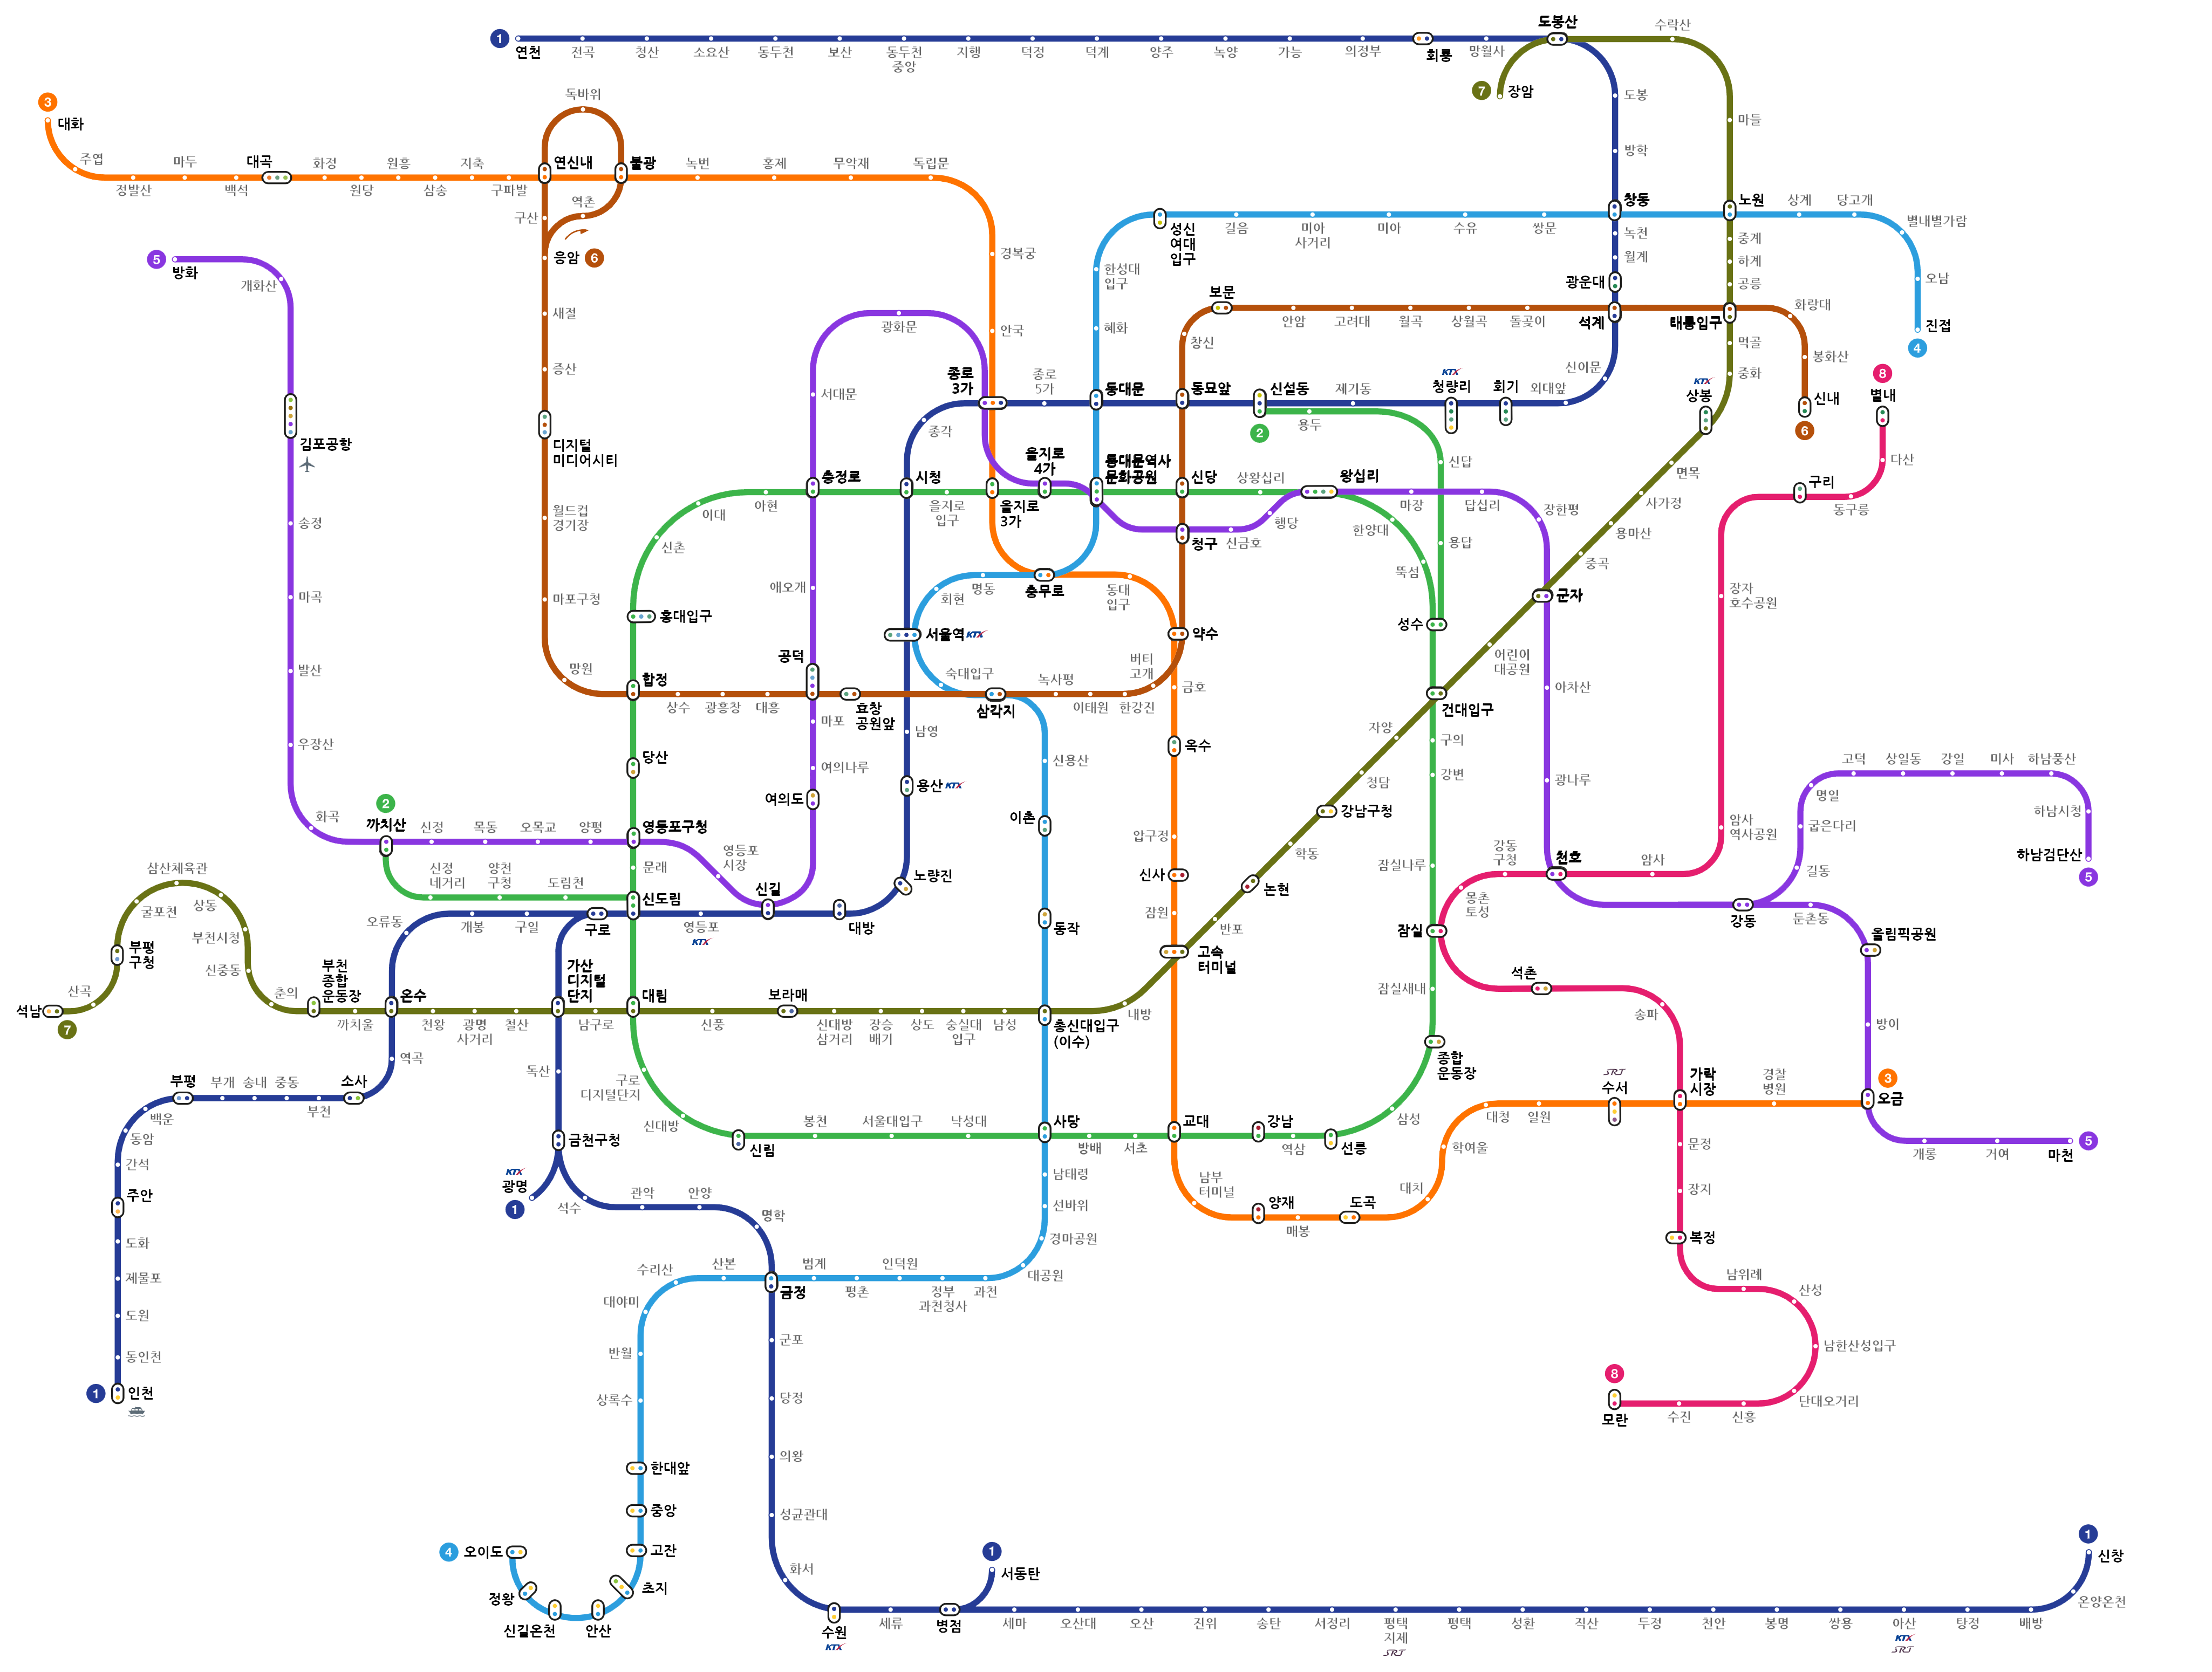 1
연천
전곡
청산
소요산
동두천
보산
동두천
중앙
지행
덕정
덕계
양주
녹양
가능
의정부
회룡
망월사
도봉산
수락산
7
장암
도봉
마들
방학
3
대화
주엽
정발산
마두
백석
대곡
화정
원당
원흥
삼송
지축
구파발
연신내
독바위
불광
녹번
홍제
무악재
독립문
구산
역촌
응암
6
창동
노원
상계
당고개
별내별가람
오남
진접
4
성신
여대
입구
길음
미아
사거리
미아
수유
쌍문
녹천
월계
중계
하계
공릉
5
방화
개화산
경복궁
한성대
입구
새절
광화문
안국
혜화
보문
창신
안암
고려대
월곡
상월곡
돌곶이
광운대
석계
태릉입구
화랑대
봉화산
신내
6
먹골
중화
8
별내
다산
증산
서대문
종로
3가
종로
5가
동대문
동묘앞
신설동
2
용두
제기동
KTX
청량리
회기
외대앞
신이문
KTX
상봉
김포공항
디지털
미디어시티
종각
신답
면목
구리
동구릉
송정
월드컵
경기장
신촌
이대
아현
충정로
시청
을지로
입구
을지로
3가
을지로
4가
동대문역사
문화공원
신당
상왕십리
왕십리
마장
답십리
장한평
사가정
용마산
청구
신금호
행당
한양대
용답
중곡
마곡
마포구청
애오개
회현
명동
충무로
동대
입구
뚝섬
군자
장자
호수공원
홍대입구
서울역
KTX
약수
성수
어린이
대공원
발산
망원
합정
상수
광흥창
대흥
공덕
효창
공원앞
숙대입구
삼각지
녹사평
이태원
한강진
버티
고개
금호
건대입구
아차산
우장산
당산
마포
남영
신용산
옥수
자양
구의
여의나루
여의도
용산
KTX
청담
강변
광나루
고덕
상일동
강일
미사
하남풍산
명일
하남시청
화곡
2
까치산
신정
목동
오목교
양평
영등포구청
영등포
시장
이촌
압구정
강남구청
굽은다리
암사
역사공원
하남검단산
5
신정
네거리
양천
구청
도림천
문래
신도림
신길
노량진
신사
학동
논현
잠실나루
강동
구청
천호
암사
길동
삼산체육관
굴포천
상동
부천시청
신중동
오류동
개봉
구일
구로
영등포
KTX
대방
동작
잠원
반포
잠실
몽촌
토성
강동
둔촌동
올림픽공원
부평
구청
산곡
석남
7
춘의
부천
종합
운동장
까치울
온수
천왕
광명
사거리
철산
가산
디지털
단지
남구로
대림
신풍
보라매
신대방
삼거리
장승
배기
상도
숭실대
입구
남성
총신대입구
(이수)
내방
고속
터미널
잠실새내
석촌
송파
방이
역곡
독산
구로
디지털단지
종합
운동장
부평
부개
송내
중동
부천
소사
백운
동암
간석
신대방
신림
봉천
서울대입구
낙성대
사당
방배
서초
교대
강남
역삼
선릉
삼성
대청
일원
SRT
수서
가락
시장
경찰
병원
3
오금
개롱
거여
마천
5
금천구청
KTX
광명
1
석수
관악
안양
명학
남태령
선바위
경마공원
남부
터미널
양재
매봉
도곡
대치
학여울
문정
장지
복정
주안
도화
제물포
도원
동인천
1
인천
수리산
산본
대야미
금정
범계
평촌
인덕원
정부
과천청사
과천
대공원
남위례
산성
남한산성입구
단대오거리
신흥
수진
8
모란
반월
상록수
군포
당정
의왕
성균관대
화서
한대앞
중앙
고잔
초지
안산
신길온천
정왕
4
오이도
수원
KTX
세류
병점
1
서동탄
세마
오산대
오산
진위
송탄
서정리
평택
지제
SRT
평택
성환
직산
두정
천안
봉명
쌍용
아산
KTX
SRT
탕정
배방
온양온천
1
신창